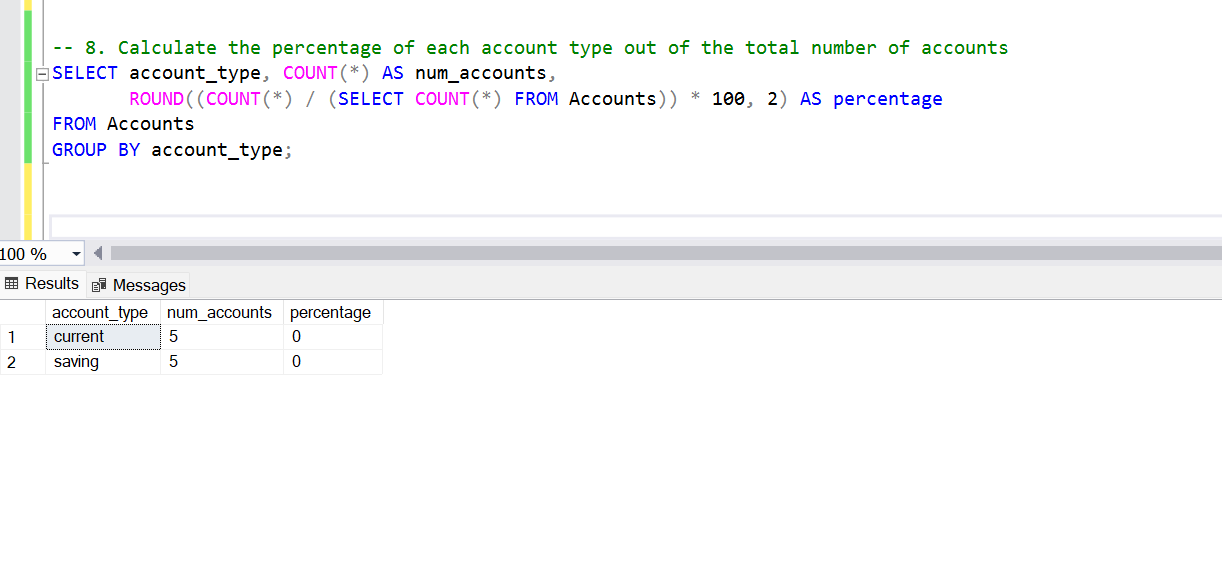 -- 8. Calculate the percentage of each account type out of the total number of accounts
SELECT account_type, COUNT(*) AS num_accounts,
ROUND((COUNT(*) / (SELECT COUNT(*) FROM Accounts)) * 100, 2) AS percentage
FROM Accounts
GROUP BY account_type;
100 %
Results Messages
account_type num_accounts percentage
1 current 5 0
2 saving 5 0